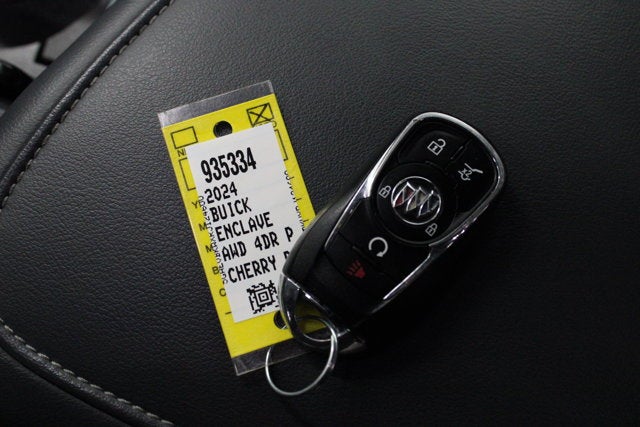 935334
2024
BUICK
ENCLAVE
AWD 4DR P
CHERRY